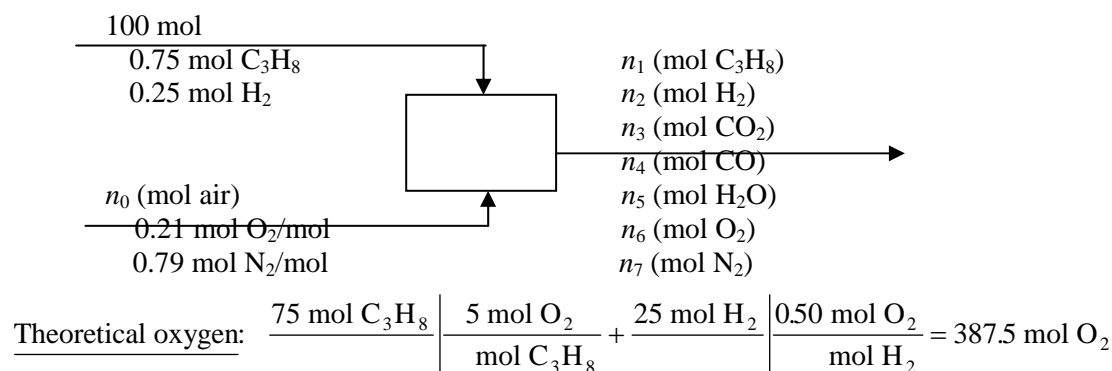 100 mol
0.75 mol C₃H₈
0.25 mol H₂
n₀ (mol air)
0.21 mol O₂/mol
0.79 mol N₂/mol
n₁ (mol C₃H₈)
n₂ (mol H₂)
n₃ (mol CO₂)
n₄ (mol CO)
n₅ (mol H₂O)
n₆ (mol O₂)
n₇ (mol N₂)
Theoretical oxygen: 75 mol C₃H₈ | 5 mol O₂ / mol C₃H₈ + 25 mol H₂ | 0.50 mol O₂ / mol H₂ = 387.5 mol O₂